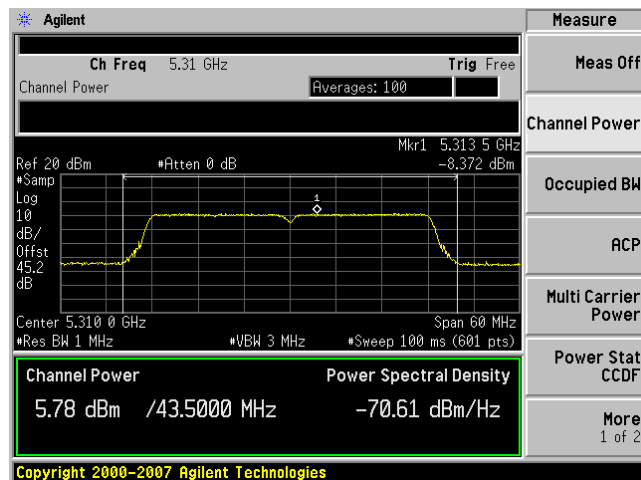 Agilent
Measure
Ch Freq 5.31 GHz Trig Free
Channel Power Averages: 100
Mkr1 5.313 5 GHz
Ref 20 dBm #Atten 0 dB -8.372 dBm
#Samp
Log
10
dB/
Offst
45.2
dB
1
Center 5.310 0 GHz Span 60 MHz
#Res BW 1 MHz #VBW 3 MHz #Sweep 100 ms (601 pts)
Channel Power Power Spectral Density
5.78 dBm /43.5000 MHz -70.61 dBm/Hz
Copyright 2000-2007 Agilent Technologies
Meas Off
Channel Power
Occupied BW
ACP
Multi Carrier
Power
Power Stat
CCDF
More
1 of 2